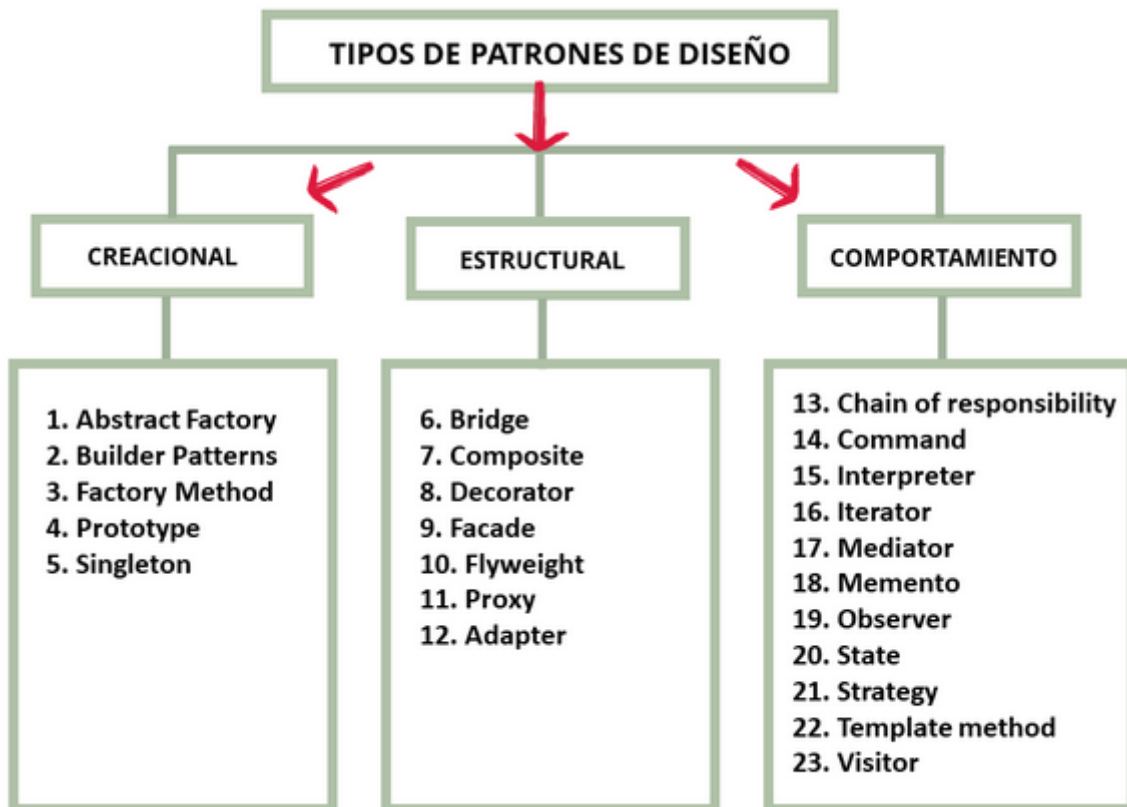 TIPOS DE PATRONES DE DISEÑO
CREACIONAL
1. Abstract Factory
2. Builder Patterns
3. Factory Method
4. Prototype
5. Singleton
ESTRUCTURAL
6. Bridge
7. Composite
8. Decorator
9. Facade
10. Flyweight
11. Proxy
12. Adapter
COMPORTAMIENTO
13. Chain of responsibility
14. Command
15. Interpreter
16. Iterator
17. Mediator
18. Memento
19. Observer
20. State
21. Strategy
22. Template method
23. Visitor